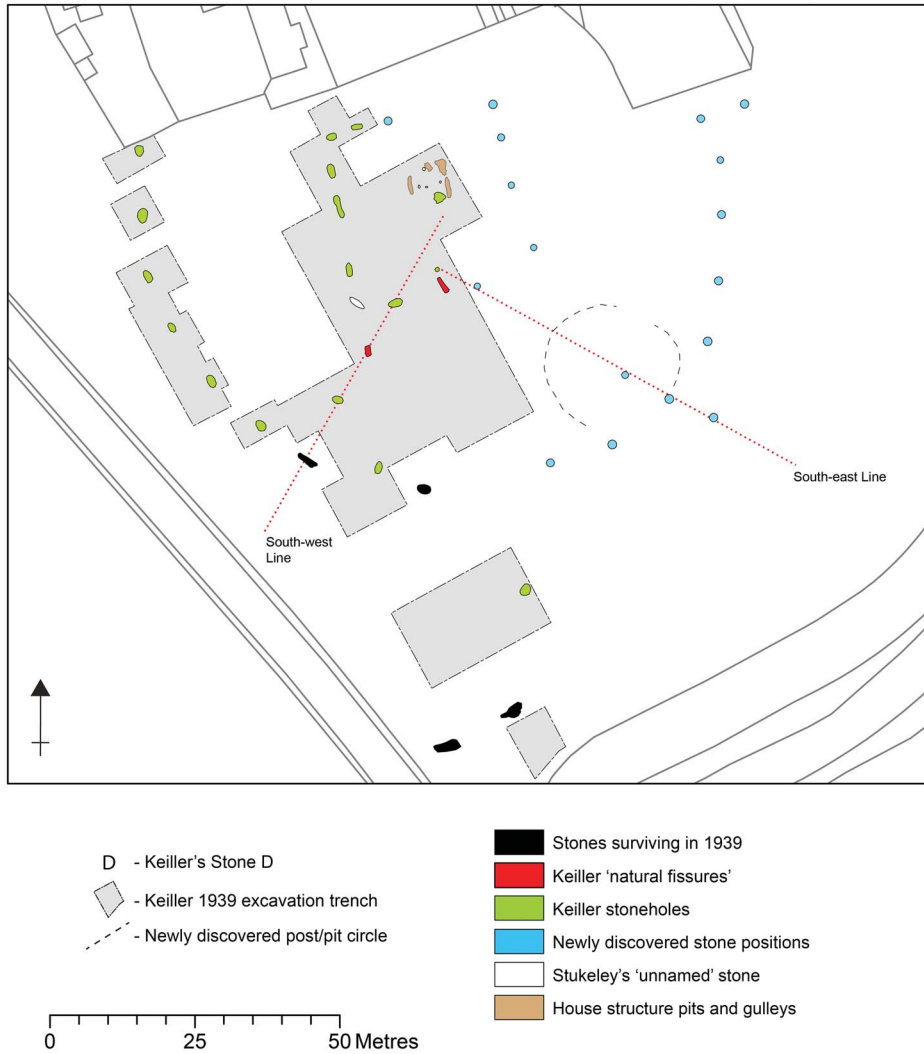 South-east Line
South-west
Line
D - Keiller's Stone D
- Keiller 1939 excavation trench
- Newly discovered post/pit circle
0 25 50 Metres
Stones surviving in 1939
Keiller 'natural fissures'
Keiller stoneholes
Newly discovered stone positions
Stukeley's 'unnamed' stone
House structure pits and gulleys